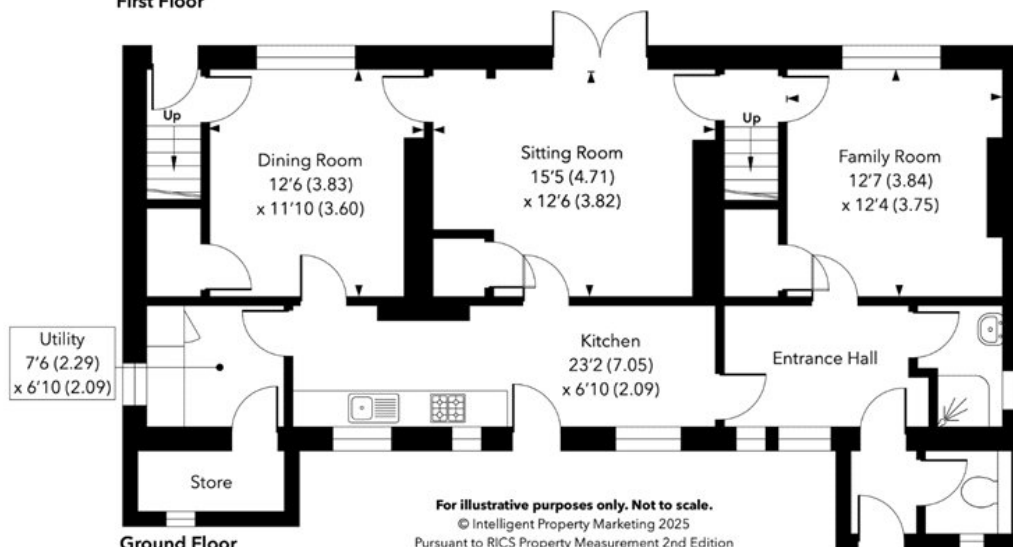 First Floor
Up
Dining Room
12'6 (3.83)
x 11'10 (3.60)
Sitting Room
15'5 (4.71)
x 12'6 (3.82)
Up
Family Room
12'7 (3.84)
x 12'4 (3.75)
Utility
7'6 (2.29)
x 6'10 (2.09)
Kitchen
23'2 (7.05)
x 6'10 (2.09)
Entrance Hall
Store
Ground Floor
For illustrative purposes only. Not to scale.
© Intelligent Property Marketing 2025
Pursuant to RICS Property Measurement 2nd Edition